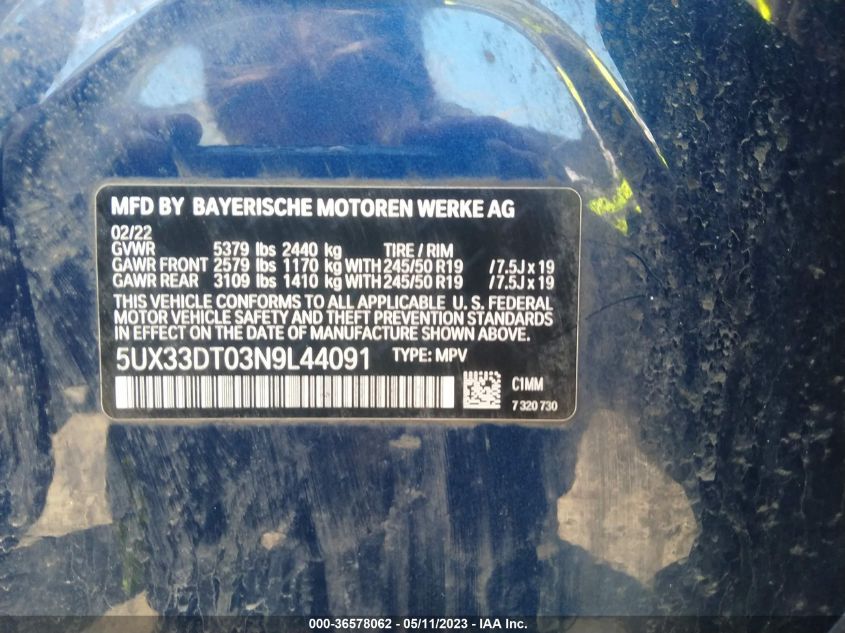 MFD BY BAYERISCHE MOTOREN WERKE AG
02/22
GVWR 5379 lbs 2440 kg TIRE / RIM
GAWR FRONT 2579 lbs 1170 kg WITH 245/50 R19 / 7.5J x 19
GAWR REAR 3109 lbs 1410 kg WITH 245/50 R19 / 7.5J x 19
THIS VEHICLE CONFORMS TO ALL APPLICABLE U. S. FEDERAL
MOTOR VEHICLE SAFETY AND THEFT PREVENTION STANDARDS
IN EFFECT ON THE DATE OF MANUFACTURE SHOWN ABOVE.
5UX33DT03N9L44091 TYPE: MPV
C1MM
7 320 730
000-36578062 - 05/11/2023 - IAA Inc.